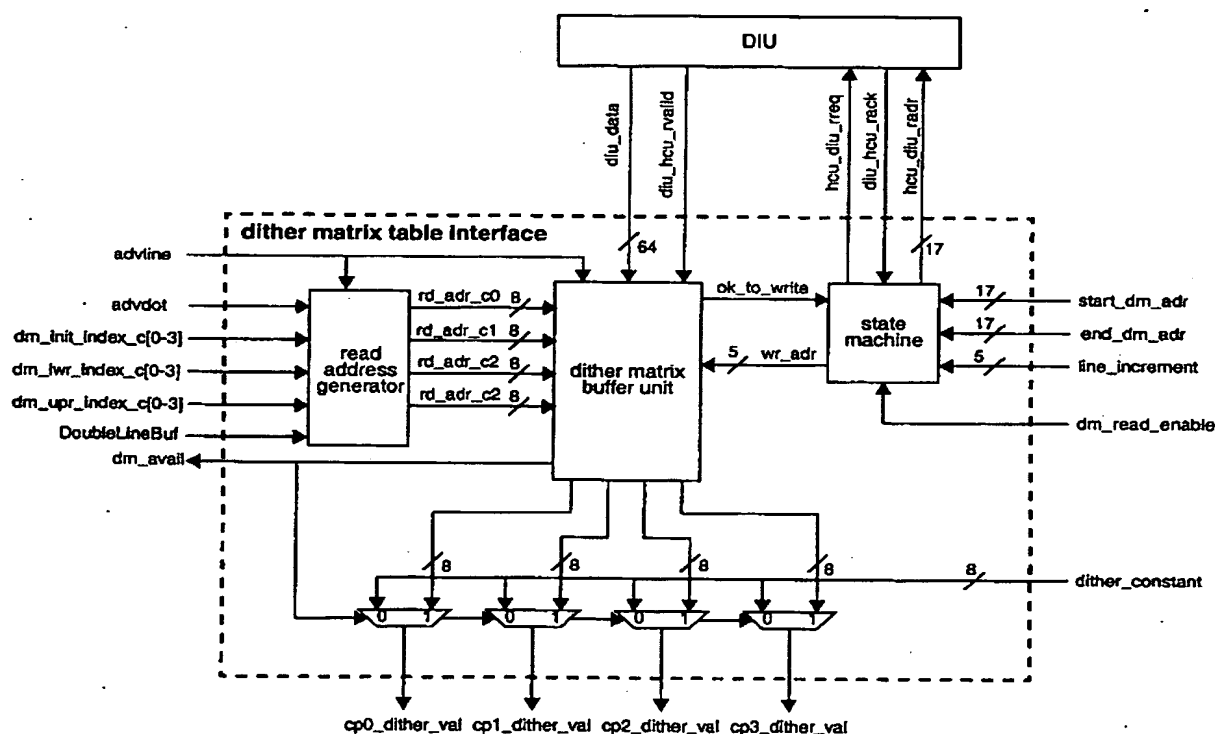 DIU
diu_data
diu_hcu_rvalid
hcu_diu_rreq
diu_hcu_rack
hcu_diu_radr
dither matrix table interface
64
17
advline
advdot
dm_init_index_c[0-3]
dm_lwr_index_c[0-3]
dm_upr_index_c[0-3]
DoubleLineBuf
dm_avail
read
address
generator
rd_adr_c0 8
rd_adr_c1 8
rd_adr_c2 8
rd_adr_c2 8
dither matrix
buffer unit
ok_to_write
5 wr_adr
state
machine
17 start_dm_adr
17 end_dm_adr
5 line_increment
dm_read_enable
8 8 8 8
8 dither_constant
0 1 0 1 0 1 0 1
cp0_dither_val cp1_dither_val cp2_dither_val cp3_dither_val